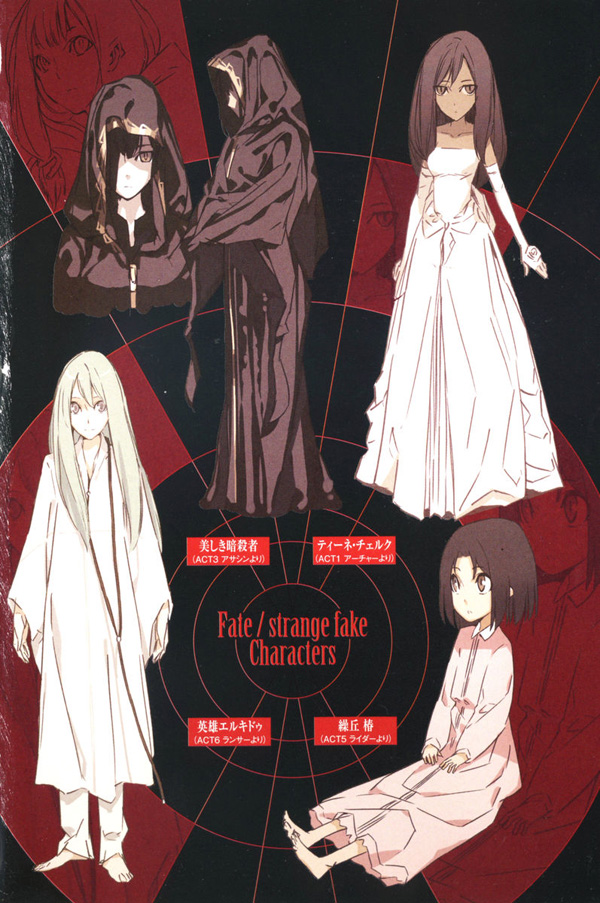 美しき暗殺者
(ACT3 アサシンより)
ティーネ・チェルク
(ACT1 アーチャーより)
Fate / strange fake
Characters
英雄エルキドゥ
(ACT6 ランサーより)
繰丘 椿
(ACT5 ライダーより)